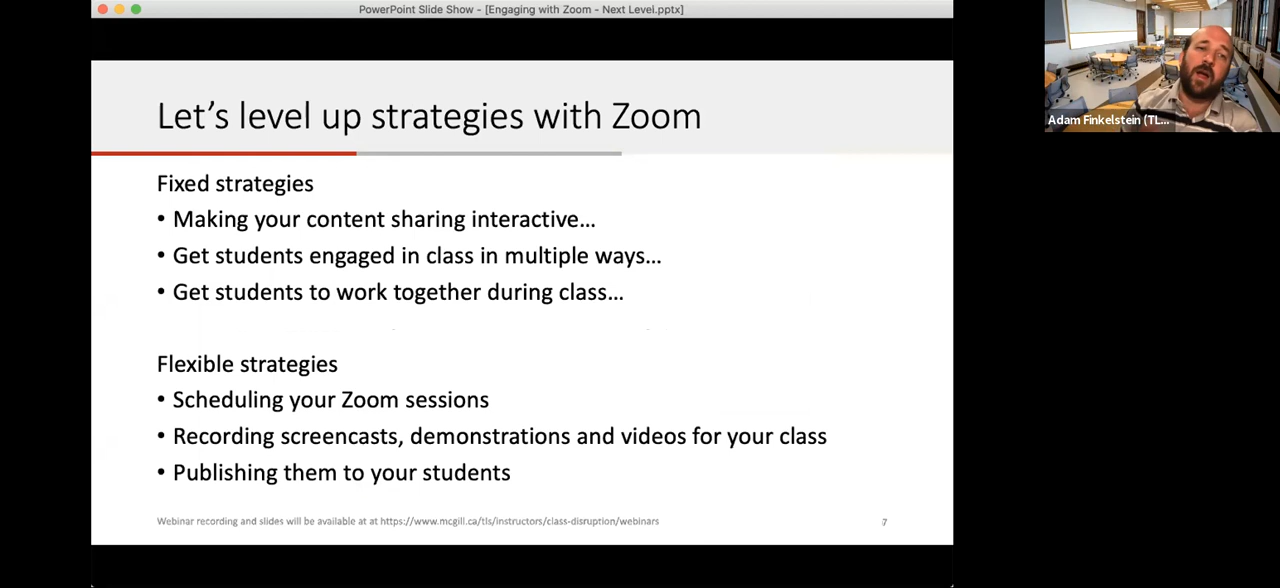 PowerPoint Slide Show - [Engaging with Zoom - Next Level.pptx]
Let's level up strategies with Zoom
Fixed strategies
• Making your content sharing interactive…
• Get students engaged in class in multiple ways…
• Get students to work together during class…
Flexible strategies
• Scheduling your Zoom sessions
• Recording screencasts, demonstrations and videos for your class
• Publishing them to your students
Webinar recording and slides will be available at at https://www.mcgill.ca/tls/instructors/class-disruption/webinars
7
Adam Finkelstein (TL...